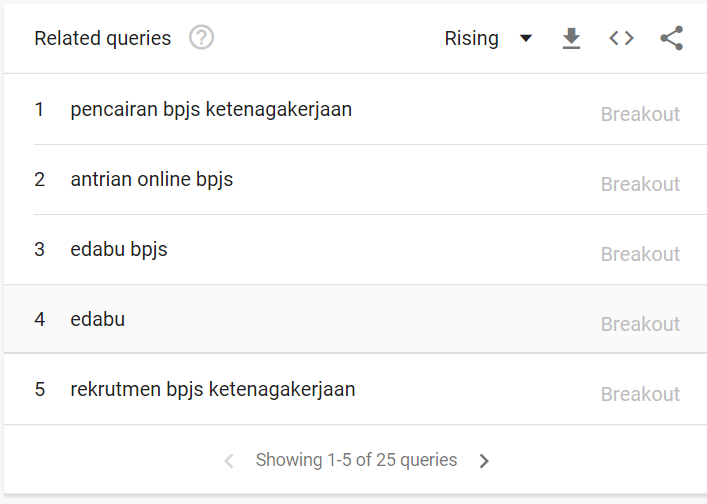 Related queries ? Rising
1 pencairan bpjs ketenagakerjaan Breakout
2 antrian online bpjs Breakout
3 edabu bpjs Breakout
4 edabu Breakout
5 rekrutmen bpjs ketenagakerjaan Breakout
Showing 1-5 of 25 queries